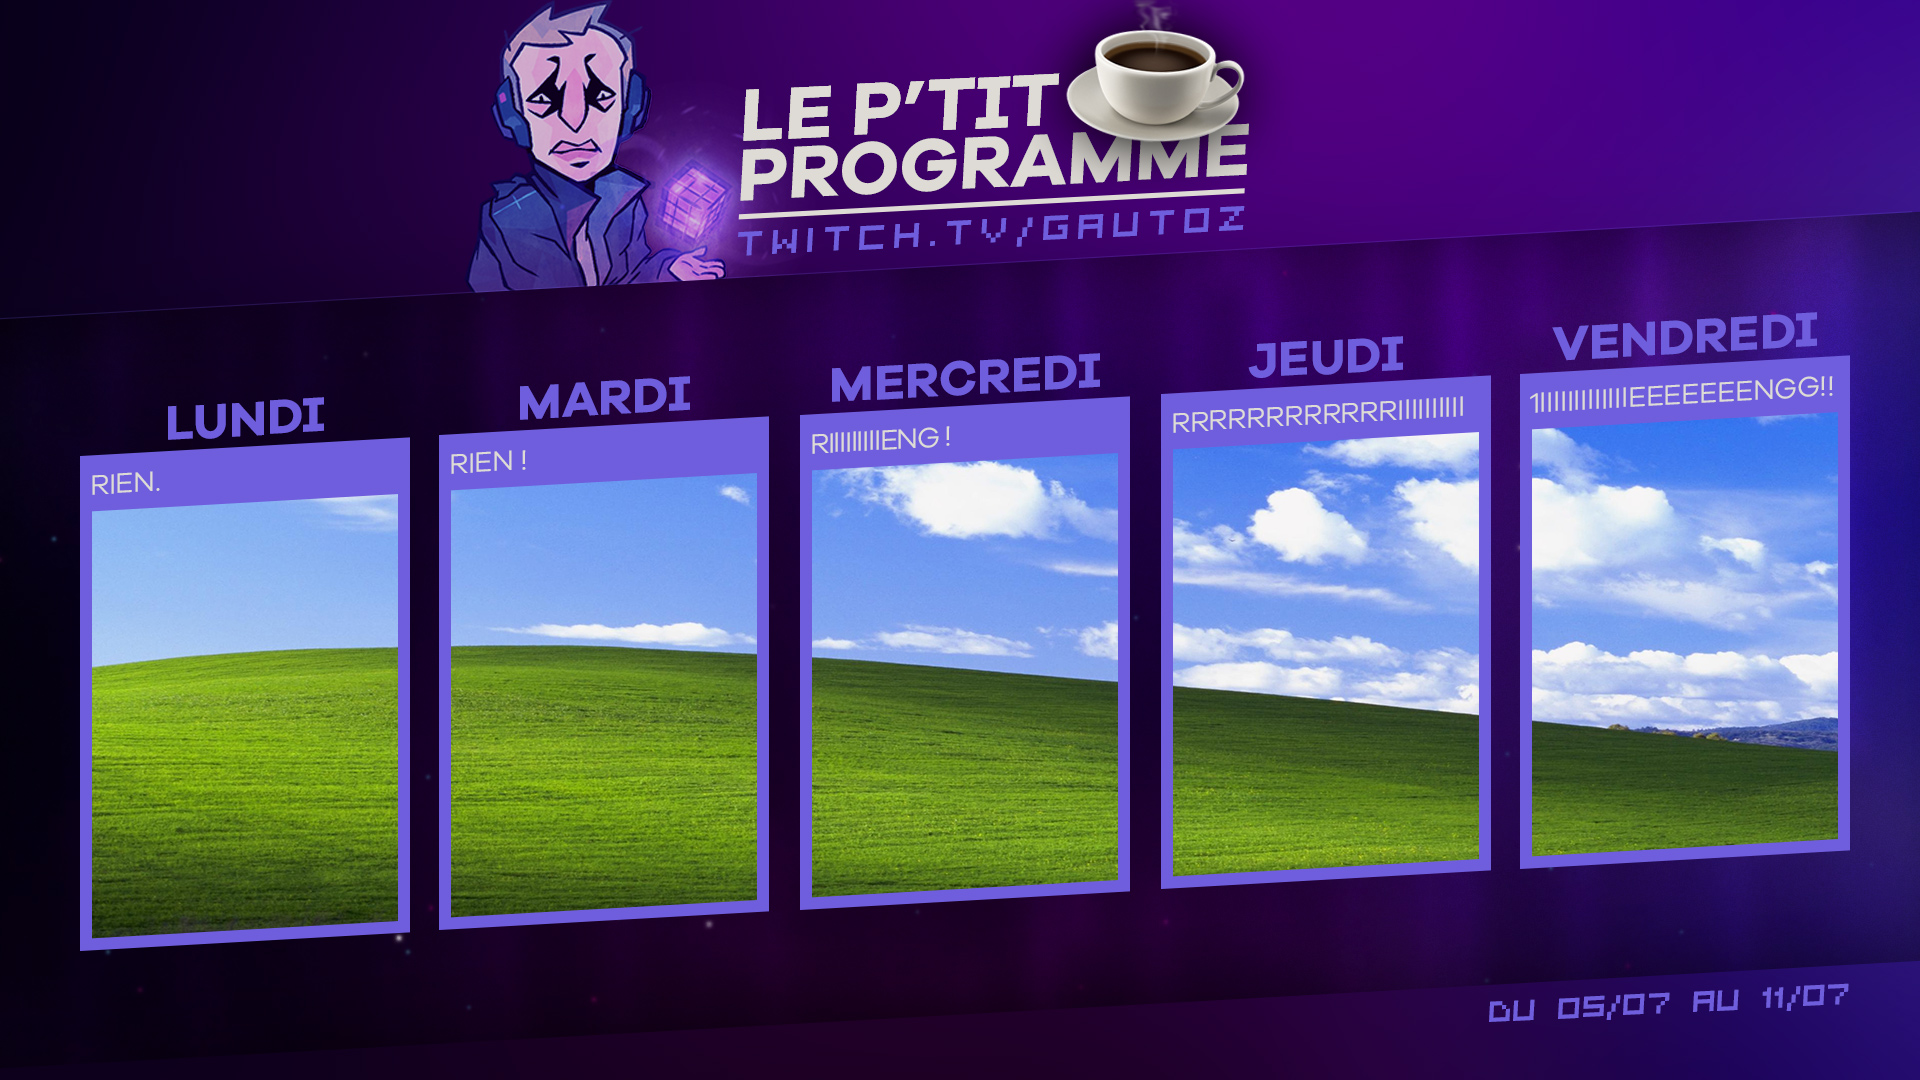 LE P'TIT
PROGRAMME
TWITCH.TV/GAUTOZ
LUNDI
RIEN.
MARDI
RIEN !
MERCREDI
RIIIIIIIIIENG !
JEUDI
RRRRRRRRRRRRIIIIIIIIII
VENDREDI
1IIIIIIIIIIIIIEEEEEEEENGG!!
DU 05/07 AU 11/07